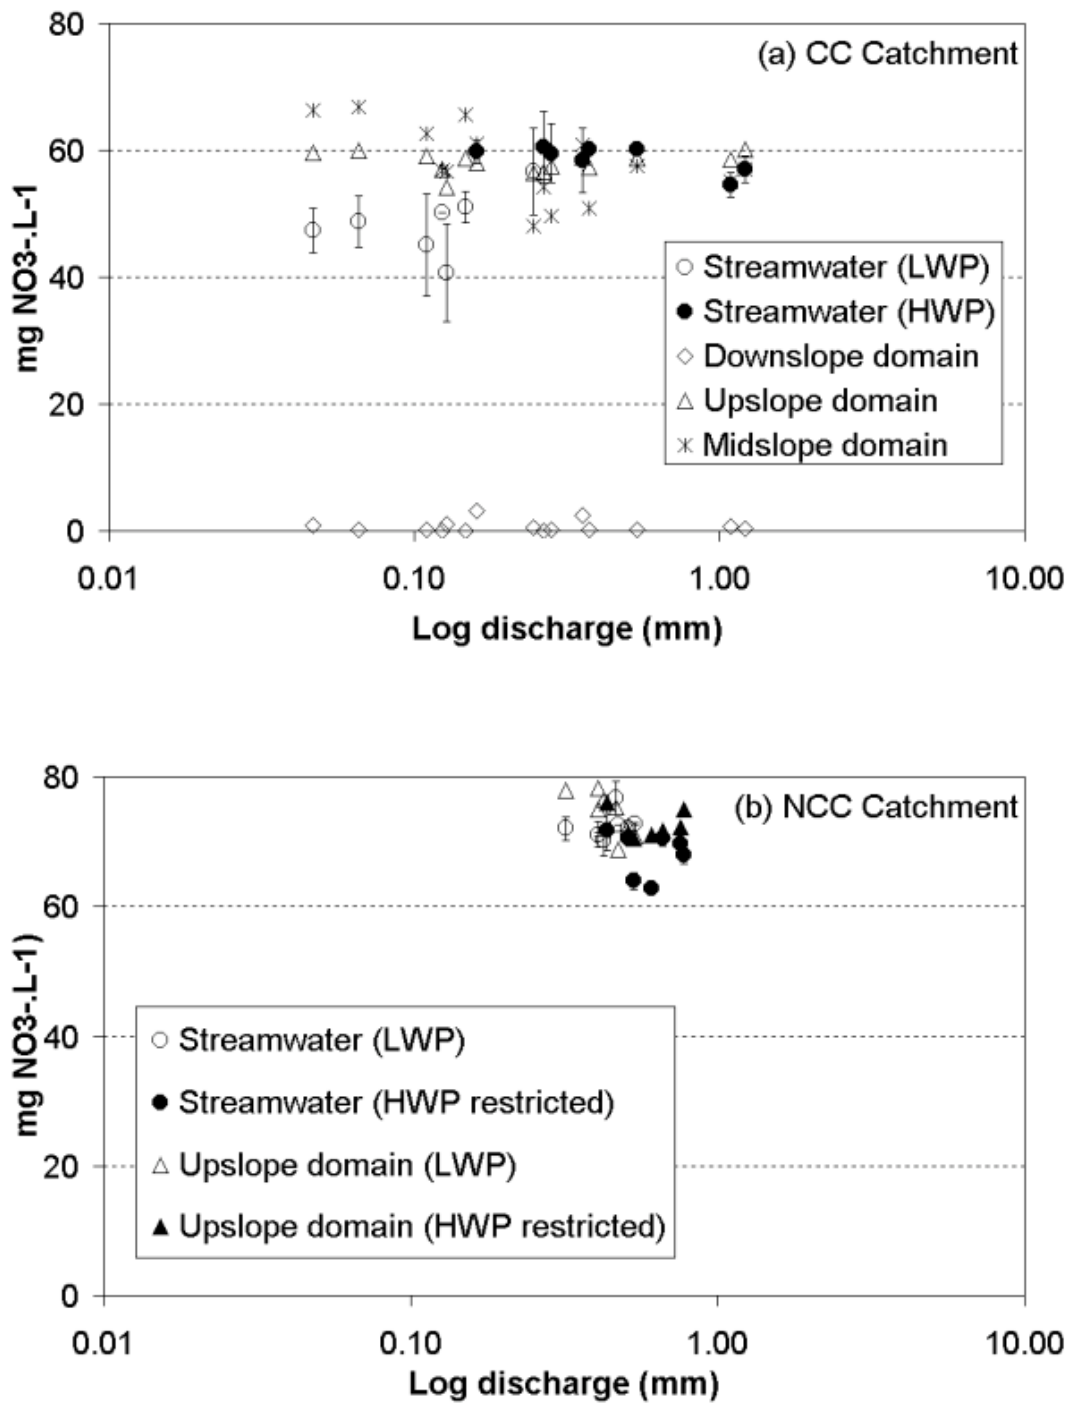 80
(a) CC Catchment
60
40
20
0
mg NO3-.L-1
Streamwater (LWP)
Streamwater (HWP)
Downslope domain
Upslope domain
Midslope domain
0.01 0.10 1.00 10.00
Log discharge (mm)
80
(b) NCC Catchment
60
40
20
0
mg NO3-.L-1)
Streamwater (LWP)
Streamwater (HWP restricted)
Upslope domain (LWP)
Upslope domain (HWP restricted)
0.01 0.10 1.00 10.00
Log discharge (mm)